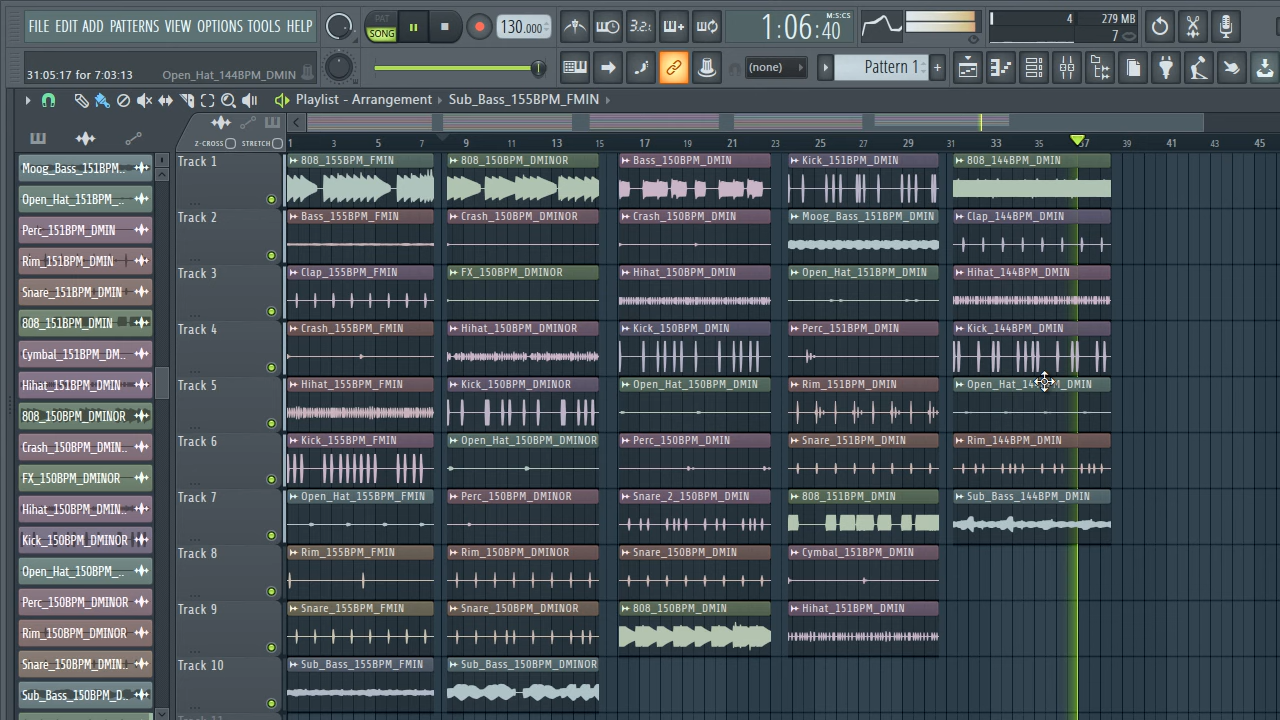 FILE EDIT ADD PATTERNS VIEW OPTIONS TOOLS HELP
PAT
SONG
130.000
3.2.
1:06:40
M:S:CS
4
279 MB
7
31:05:17 for 7:03:13
Open_Hat_144BPM_DMIN
(none)
Pattern 1
+
Playlist - Arrangement › Sub_Bass_155BPM_FMIN ›
Z-CROSS
STRETCH
1 3 5 7 9 11 13 15 17 19 21 23 25 27 29 31 33 35 37 39 41 43 45
Moog_Bass_151BPM..
Open_Hat_151BPM_..
Perc_151BPM_DMIN
Rim_151BPM_DMIN
Snare_151BPM_DMIN
808_151BPM_DMIN
Cymbal_151BPM_DM..
Hihat_151BPM_DMIN
808_150BPM_DMINOR
Crash_150BPM_DMIN..
FX_150BPM_DMINOR
Hihat_150BPM_DMIN..
Kick_150BPM_DMINOR
Open_Hat_150BPM_..
Perc_150BPM_DMINOR
Rim_150BPM_DMINOR
Snare_150BPM_DMIN..
Sub_Bass_150BPM_D..
Track 1
808_155BPM_FMIN
808_150BPM_DMINOR
Bass_150BPM_DMIN
Kick_151BPM_DMIN
808_144BPM_DMIN
Track 2
Bass_155BPM_FMIN
Crash_150BPM_DMINOR
Crash_150BPM_DMIN
Moog_Bass_151BPM_DMIN
Clap_144BPM_DMIN
Track 3
Clap_155BPM_FMIN
FX_150BPM_DMINOR
Hihat_150BPM_DMIN
Open_Hat_151BPM_DMIN
Hihat_144BPM_DMIN
Track 4
Crash_155BPM_FMIN
Hihat_150BPM_DMINOR
Kick_150BPM_DMIN
Perc_151BPM_DMIN
Kick_144BPM_DMIN
Track 5
Hihat_155BPM_FMIN
Kick_150BPM_DMINOR
Open_Hat_150BPM_DMIN
Rim_151BPM_DMIN
Open_Hat_144BPM_DMIN
Track 6
Kick_155BPM_FMIN
Open_Hat_150BPM_DMINOR
Perc_150BPM_DMIN
Snare_151BPM_DMIN
Rim_144BPM_DMIN
Track 7
Open_Hat_155BPM_FMIN
Perc_150BPM_DMINOR
Snare_2_150BPM_DMIN
808_151BPM_DMIN
Sub_Bass_144BPM_DMIN
Track 8
Rim_155BPM_FMIN
Rim_150BPM_DMINOR
Snare_150BPM_DMIN
Cymbal_151BPM_DMIN
Track 9
Snare_155BPM_FMIN
Snare_150BPM_DMINOR
808_150BPM_DMIN
Hihat_151BPM_DMIN
Track 10
Sub_Bass_155BPM_FMIN
Sub_Bass_150BPM_DMINOR